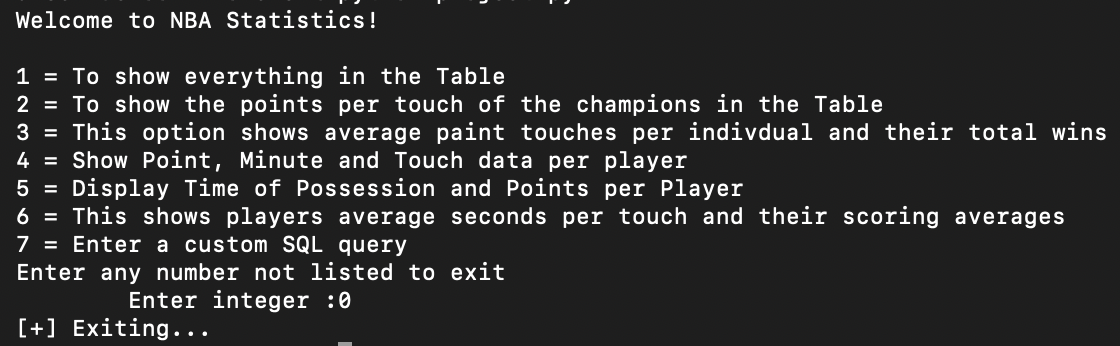 Welcome to NBA Statistics!
1 = To show everything in the Table
2 = To show the points per touch of the champions in the Table
3 = This option shows average paint touches per indivdual and their total wins
4 = Show Point, Minute and Touch data per player
5 = Display Time of Possession and Points per Player
6 = This shows players average seconds per touch and their scoring averages
7 = Enter a custom SQL query
Enter any number not listed to exit
Enter integer :0
[+] Exiting...